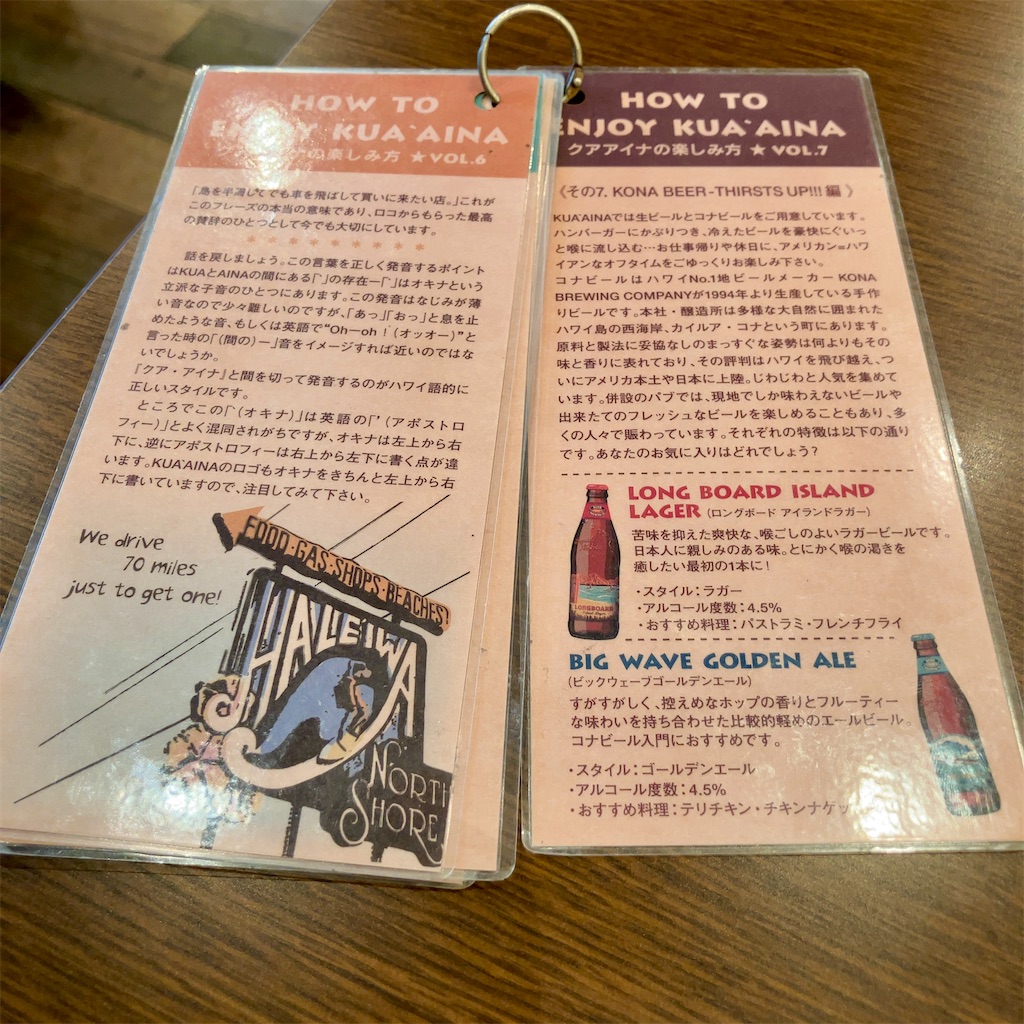 HOW TO
ENJOY KUA`AINA
クアアイナの楽しみ方 ★ VOL.6
「島を半周してでも車を飛ばして買いに来たい店。」これが
このフレーズの本当の意味であり、ロコからもらった最高
の賛辞のひとつとして今でも大切にしています。
＊＊＊＊＊＊＊＊＊
話を戻しましょう。この言葉を正しく発音するポイント
はKUAとAINAの間にある「`」の存在―「`」はオキナという
立派な子音のひとつにあります。この発音はなじみが薄
い音なので少々難しいのですが、「あっ」「おっ」と息を止
めたような音、もしくは英語で“Oh―oh！（オッオー）”と
言った時の「（間の）―」音をイメージすれば近いのではな
いでしょうか。
『クア・アイナ』と間を切って発音するのがハワイ語的に
正しいスタイルです。
ところでこの「`（オキナ）」は英語の「'（アポストロ
フィー）」とよく混同されがちですが、オキナは左上から右
下に、逆にアポストロフィーは右上から左下に書く点が違
います。KUA`AINAのロゴもオキナをきちんと左上から右
下に書いていますので、注目してみて下さい。
We drive
70 miles
just to get one!
FOOD・GAS・SHOPS・BEACHES!
HALEIWA
NORTH
SHORE
HOW TO
ENJOY KUA`AINA
クアアイナの楽しみ方 ★ VOL.7
《その7. KONA BEER-THIRSTS UP!!! 編 》
KUA`AINAでは生ビールとコナビールをご用意しています。
ハンバーガーにかぶりつき、冷えたビールを豪快にぐいっ
と喉に流し込む…お仕事帰りや休日に、アメリカン＝ハワ
イアンなオフタイムをごゆっくりお楽しみ下さい。
コナビールはハワイNo.1地ビールメーカーKONA
BREWING COMPANYが1994年より生産している手作
りビールです。本社・醸造所は多様な大自然に囲まれた
ハワイ島の西海岸、カイルア・コナという町にあります。
原料と製法に妥協なしのまっすぐな姿勢は何よりもその
味と香りに表れており、その評判はハワイを飛び越え、つ
いにアメリカ本土や日本に上陸。じわじわと人気を集めて
います。併設のパブでは、現地でしか味わえないビールや
出来たてのフレッシュなビールを楽しめることもあり、多
くの人々で賑わっています。それぞれの特徴は以下の通り
です。あなたのお気に入りはどれでしょう？
LONG BOARD ISLAND
LAGER（ロングボード アイランドラガー）
苦味を抑えた爽快な、喉ごしのよいラガービールです。
日本人に親しみのある味。とにかく喉の渇きを
癒したい最初の1本に！
・スタイル：ラガー
・アルコール度数：4.5%
・おすすめ料理：パストラミ・フレンチフライ
LONGBOARD
BIG WAVE GOLDEN ALE
（ビックウェーブゴールデンエール）
すがすがしく、控えめなホップの香りとフルーティー
な味わいを持ち合わせた比較的軽めのエールビール。
コナビール入門におすすめです。
・スタイル：ゴールデンエール
・アルコール度数：4.5%
・おすすめ料理：テリチキン・チキンナゲッ